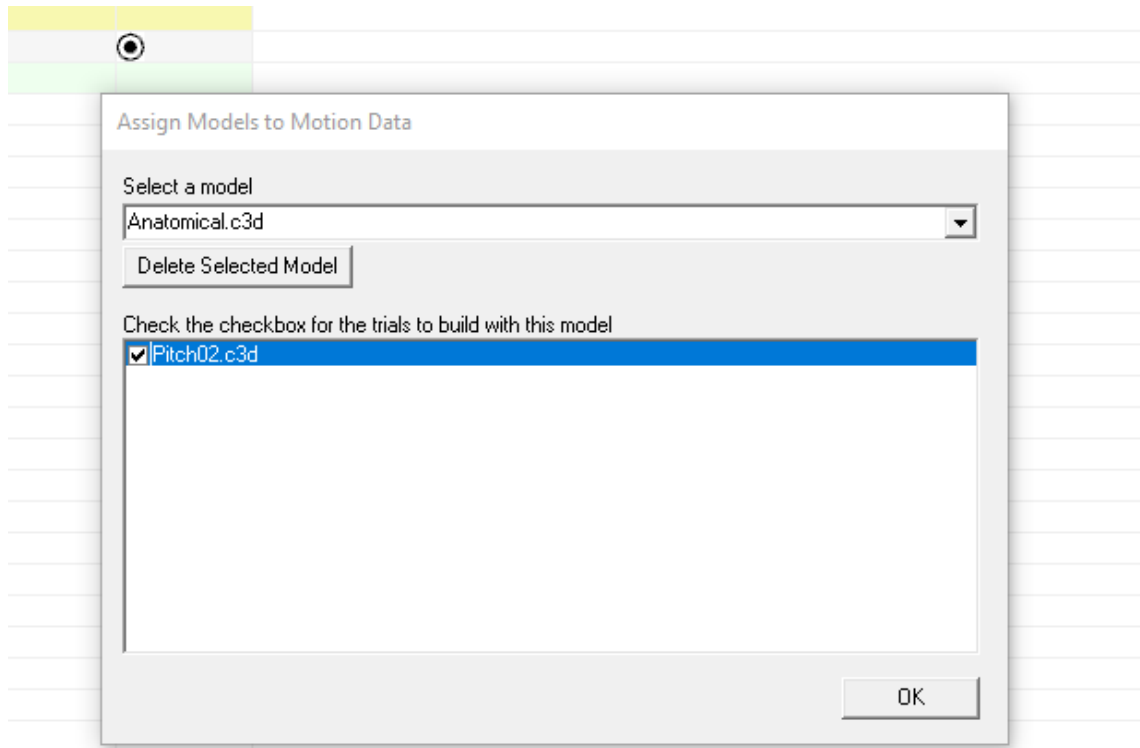 Assign Models to Motion Data
Select a model
Anatomical.c3d
Delete Selected Model
Check the checkbox for the trials to build with this model
Pitch02.c3d
OK